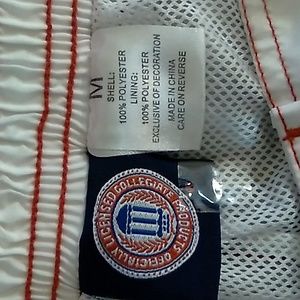 M
SHELL:
100% POLYESTER
LINING:
100% POLYESTER
EXCLUSIVE OF DECORATION
MADE IN CHINA
CARE ON REVERSE
OFFICIALLY LICENSED COLLEGIATE PRODUCTS